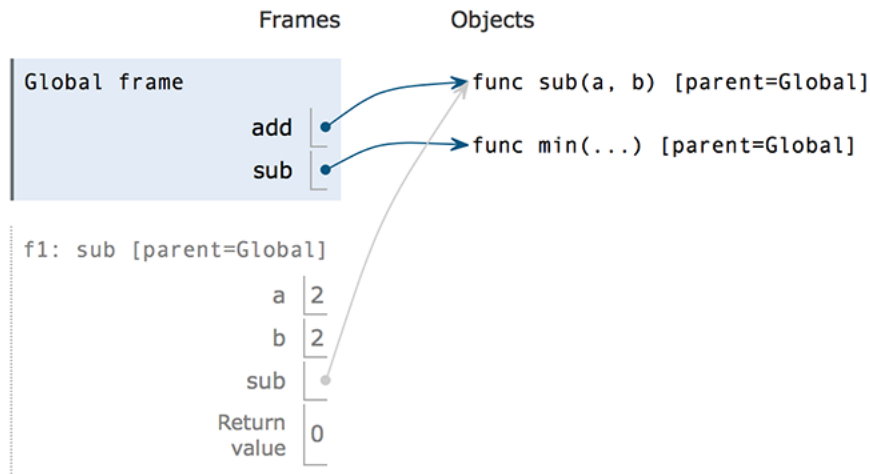 Frames Objects
Global frame
func sub(a, b) [parent=Global]
add
func min(...) [parent=Global]
sub
f1: sub [parent=Global]
a 2
b 2
sub
Return
value 0